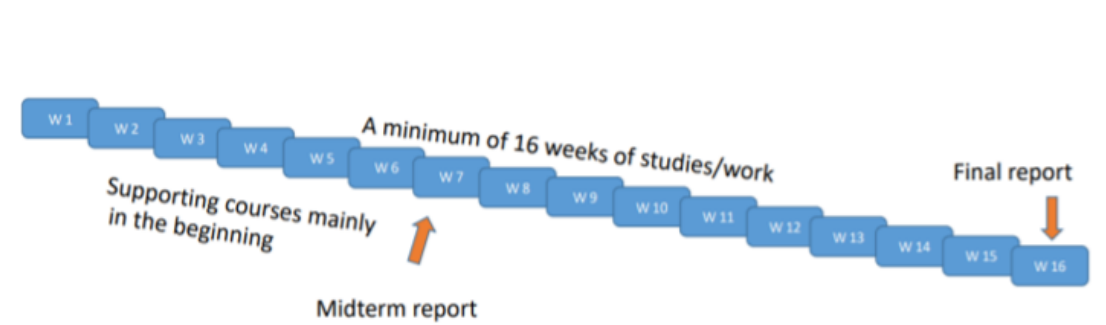 W 1
W 2
W 3
W 4
W 5
W 6
W 7
W 8
W 9
W 10
W 11
W 12
W 13
W 14
W 15
W 16
A minimum of 16 weeks of studies/work
Supporting courses mainly
in the beginning
Midterm report
Final report